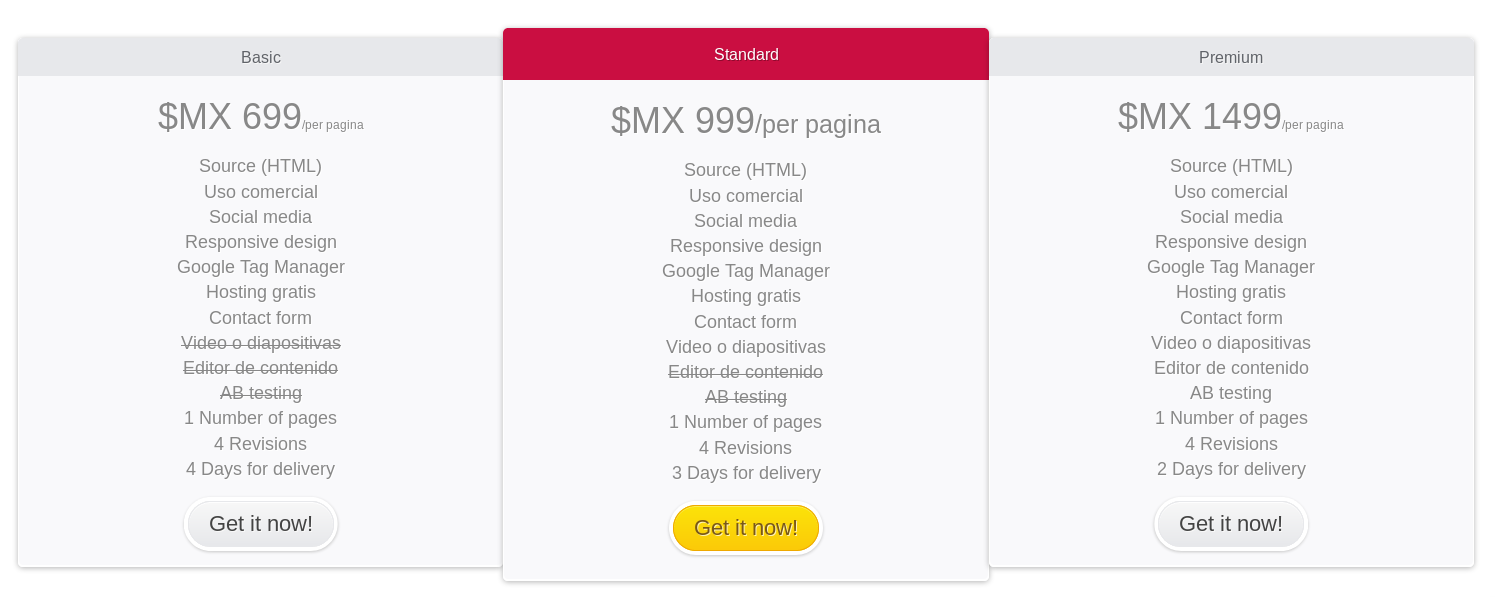 Basic
$MX 699/per pagina
Source (HTML)
Uso comercial
Social media
Responsive design
Google Tag Manager
Hosting gratis
Contact form
Video o diapositivas
Editor de contenido
AB testing
1 Number of pages
4 Revisions
4 Days for delivery
Get it now!
Standard
$MX 999/per pagina
Source (HTML)
Uso comercial
Social media
Responsive design
Google Tag Manager
Hosting gratis
Contact form
Video o diapositivas
Editor de contenido
AB testing
1 Number of pages
4 Revisions
3 Days for delivery
Get it now!
Premium
$MX 1499/per pagina
Source (HTML)
Uso comercial
Social media
Responsive design
Google Tag Manager
Hosting gratis
Contact form
Video o diapositivas
Editor de contenido
AB testing
1 Number of pages
4 Revisions
2 Days for delivery
Get it now!